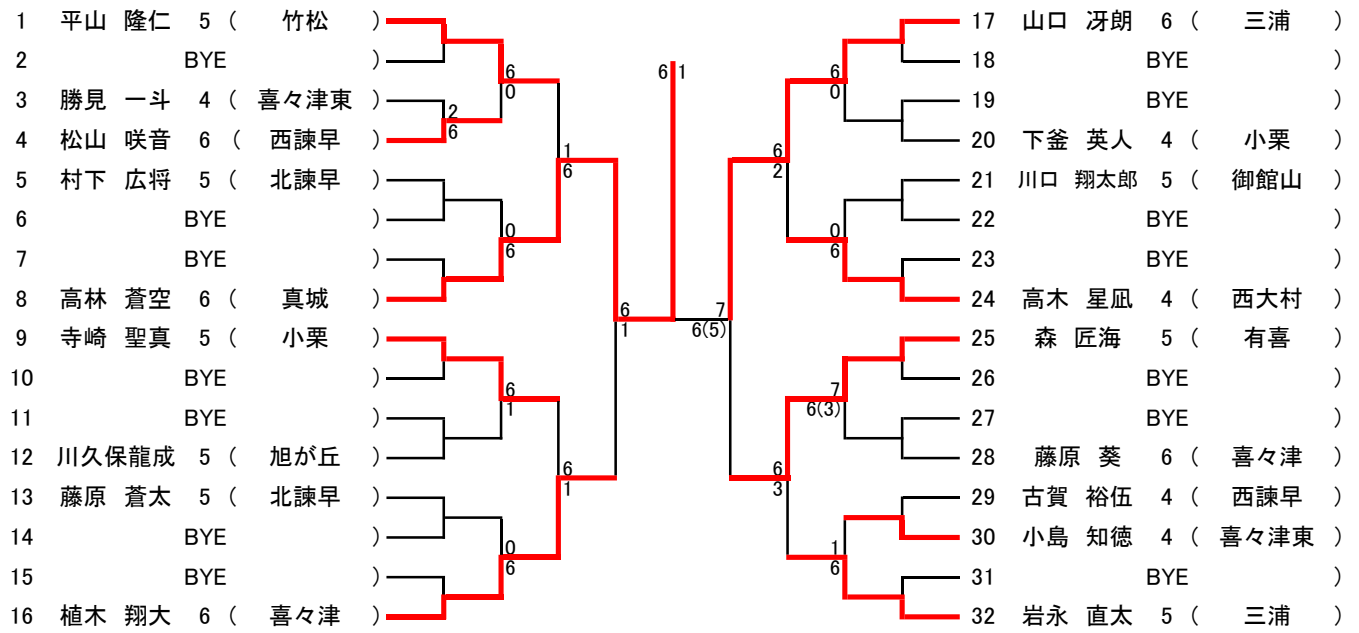 1 平山 隆仁 5 ( 竹松 )
2 BYE )
3 勝見 一斗 4 ( 喜々津東 )
4 松山 咲音 6 ( 西諫早 )
5 村下 広将 5 ( 北諫早 )
6 BYE )
7 BYE )
8 高林 蒼空 6 ( 真城 )
9 寺崎 聖真 5 ( 小栗 )
10 BYE )
11 BYE )
12 川久保龍成 5 ( 旭が丘 )
13 藤原 蒼太 5 ( 北諫早 )
14 BYE )
15 BYE )
16 植木 翔大 6 ( 喜々津 )
2
6
6
0
0
6
6
1
0
6
1
6
6
1
6
1
6 1
7
6(5)
6
2
6
3
6
0
0
6
7
6(3)
1
6
17 山口 冴朗 6 ( 三浦 )
18 BYE )
19 BYE )
20 下釜 英人 4 ( 小栗 )
21 川口 翔太郎 5 ( 御館山 )
22 BYE )
23 BYE )
24 高木 星凪 4 ( 西大村 )
25 森 匠海 5 ( 有喜 )
26 BYE )
27 BYE )
28 藤原 葵 6 ( 喜々津 )
29 古賀 裕伍 4 ( 西諫早 )
30 小島 知徳 4 ( 喜々津東 )
31 BYE )
32 岩永 直太 5 ( 三浦 )